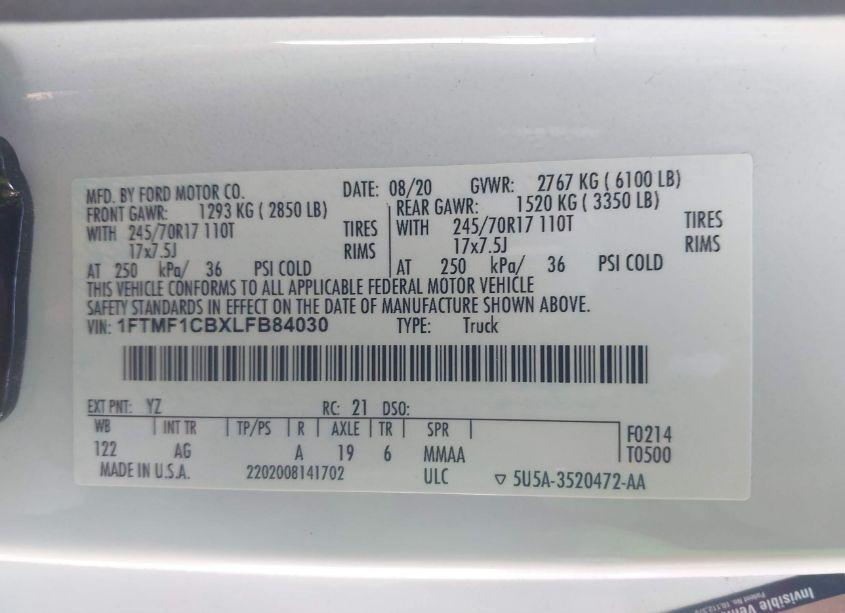 MFD. BY FORD MOTOR CO. DATE: 08/20 GVWR: 2767 KG ( 6100 LB)
FRONT GAWR: 1293 KG ( 2850 LB) REAR GAWR: 1520 KG ( 3350 LB)
WITH 245/70R17 110T TIRES WITH 245/70R17 110T TIRES
17x7.5J RIMS 17x7.5J RIMS
AT 250 kPa/ 36 PSI COLD AT 250 kPa/ 36 PSI COLD
THIS VEHICLE CONFORMS TO ALL APPLICABLE FEDERAL MOTOR VEHICLE
SAFETY STANDARDS IN EFFECT ON THE DATE OF MANUFACTURE SHOWN ABOVE.
VIN: 1FTMF1CBXLFB84030 TYPE: Truck
EXT PNT: YZ RC: 21 DSO:
WB INT TR TP/PS R AXLE TR SPR F0214
122 AG A 19 6 MMAA T0500
MADE IN U.S.A. 2202008141702 ULC ▽ 5U5A-3520472-AA
Invisible
Patent No.